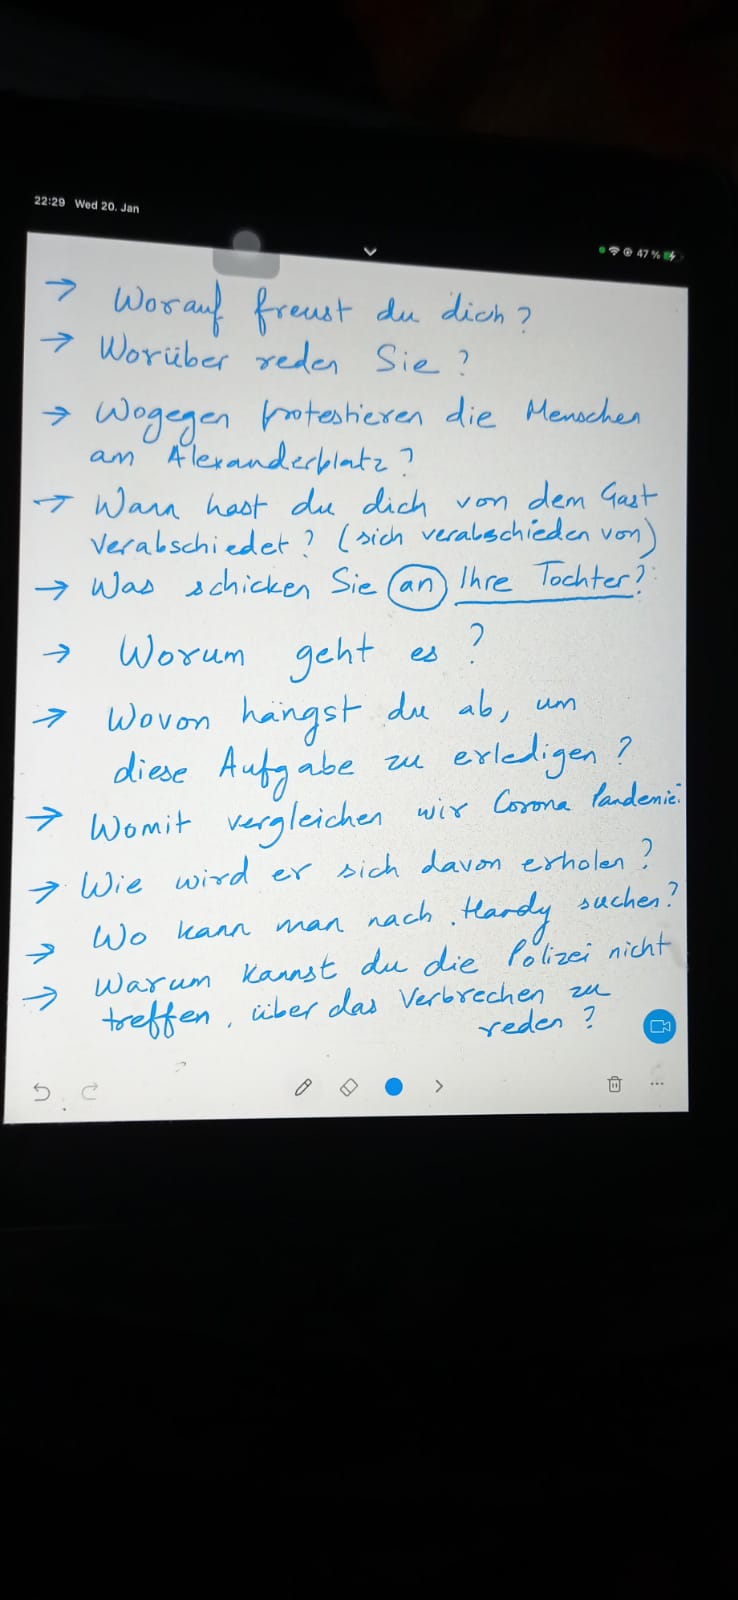 22:29 Wed 20. Jan
47 %
→ Worauf freust du dich?
→ Worüber reden Sie?
→ Wogegen protestieren die Menschen
am Alexanderplatz?
→ Wann hast du dich von dem Gast
verabschiedet? (sich verabschieden von)
→ Was schicken Sie an Ihre Tochter?
→ Worum geht es?
→ Wovon hängst du ab, um
diese Aufgabe zu erledigen?
→ Womit vergleichen wir Corona Pandemie?
→ Wie wird er sich davon erholen?
→ Wo kann man nach Handy suchen?
→ Warum kannst du die Polizei nicht
treffen, über das Verbrechen zu
reden?